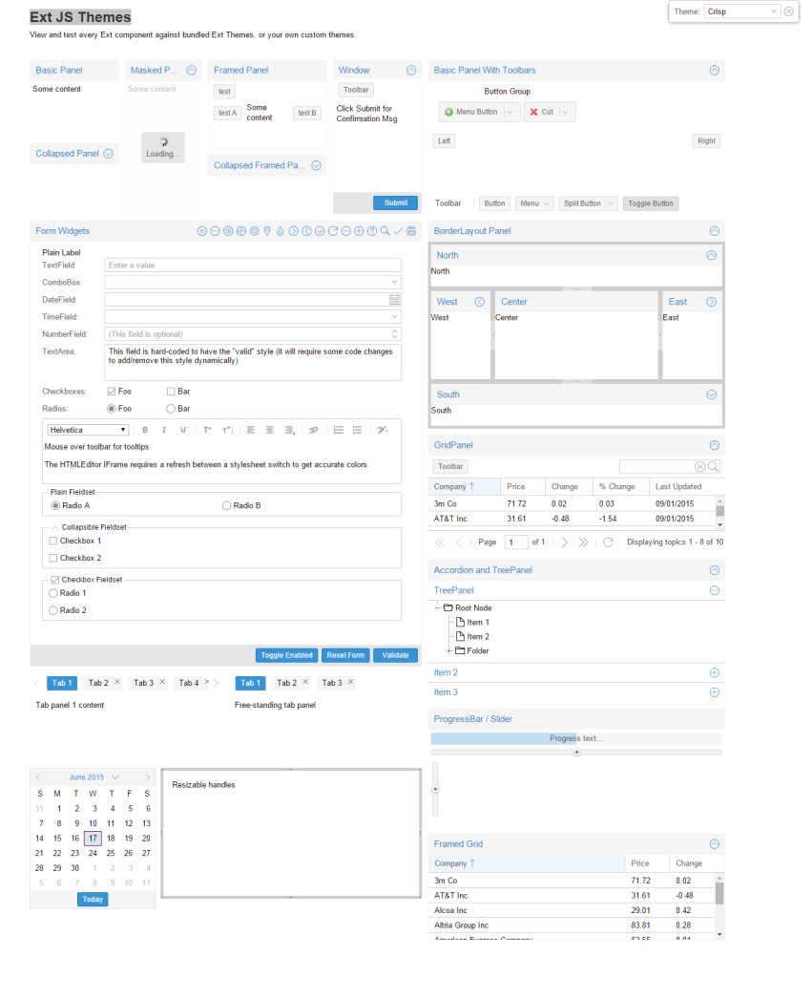 Ext JS Themes
Theme: Crisp
View and test every Ext component against bundled Ext Themes, or your own custom themes.
Basic Panel
Some content
Collapsed Panel
Masked P...
Some content
Loading...
Framed Panel
test
test A
Some
content
test B
Collapsed Framed Pa...
Window
Toolbar
Click Submit for
Confirmation Msg.
Submit
Basic Panel With Toolbars
Button Group
Menu Button
Cut
Left
Right
Toolbar Button Menu Split Button Toggle Button
Form Widgets
Plain Label
TextField: Enter a value
ComboBox:
DateField:
TimeField:
NumberField: (This field is optional)
TextArea: This field is hard-coded to have the "valid" style (it will require some code changes
to add/remove this style dynamically)
Checkboxes: Foo Bar
Radios: Foo Bar
Helvetica B I U T T
Mouse over toolbar for tooltips.
The HTMLEditor IFrame requires a refresh between a stylesheet switch to get accurate colors.
Plain Fieldset
Radio A Radio B
Collapsible Fieldset
Checkbox 1
Checkbox 2
Checkbox Fieldset
Radio 1
Radio 2
Toggle Enabled Reset Form Validate
BorderLayout Panel
North
North
West Center East
West Center East
South
South
GridPanel
Toolbar
Company Price Change % Change Last Updated
3m Co 71.72 0.02 0.03 09/01/2015
AT&T Inc. 31.61 -0.48 -1.54 09/01/2015
Page 1 of 1 Displaying topics 1 - 8 of 10
Accordion and TreePanel
TreePanel
Root Node
Item 1
Item 2
Folder
Item 2
Item 3
Tab 1 Tab 2 Tab 3 Tab 4
Tab panel 1 content
Tab 1 Tab 2 Tab 3
Free-standing tab panel
ProgressBar / Slider
Progress text...
June 2015
S M T W T F S
31 1 2 3 4 5 6
7 8 9 10 11 12 13
14 15 16 17 18 19 20
21 22 23 24 25 26 27
28 29 30 1 2 3 4
5 6 7 8 9 10 11
Today
Resizable handles
Framed Grid
Company Price Change
3m Co 71.72 0.02
AT&T Inc. 31.61 -0.48
Alcoa Inc 29.01 0.42
Altria Group Inc 83.81 0.28
American Express Company 52.55 0.01